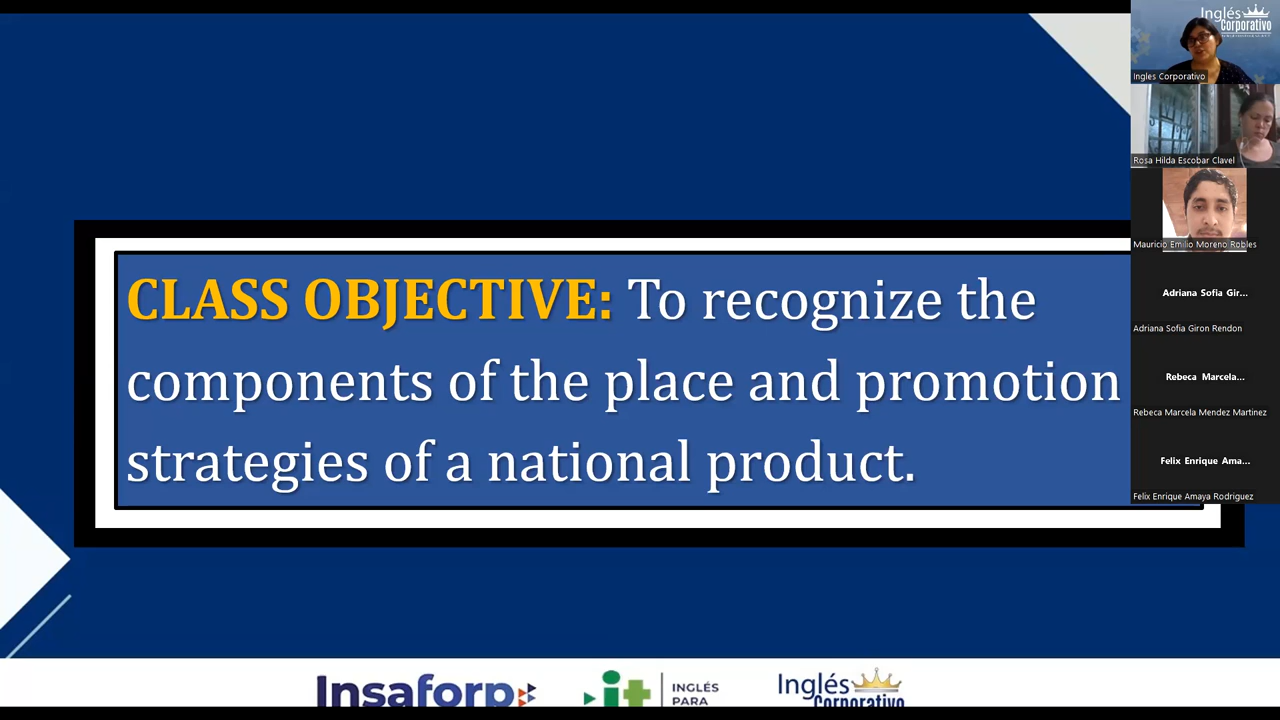 CLASS OBJECTIVE: To recognize the
components of the place and promotion
strategies of a national product.
Inglés
Corporativo
Ingles Corporativo
Rosa Hilda Escobar Clavel
Mauricio Emilio Moreno Robles
Adriana Sofia Gir...
Adriana Sofia Giron Rendon
Rebeca Marcela...
Rebeca Marcela Mendez Martinez
Felix Enrique Ama...
Felix Enrique Amaya Rodriguez
Insaforp
it
INGLÉS
PARA
Inglés
Corporativo